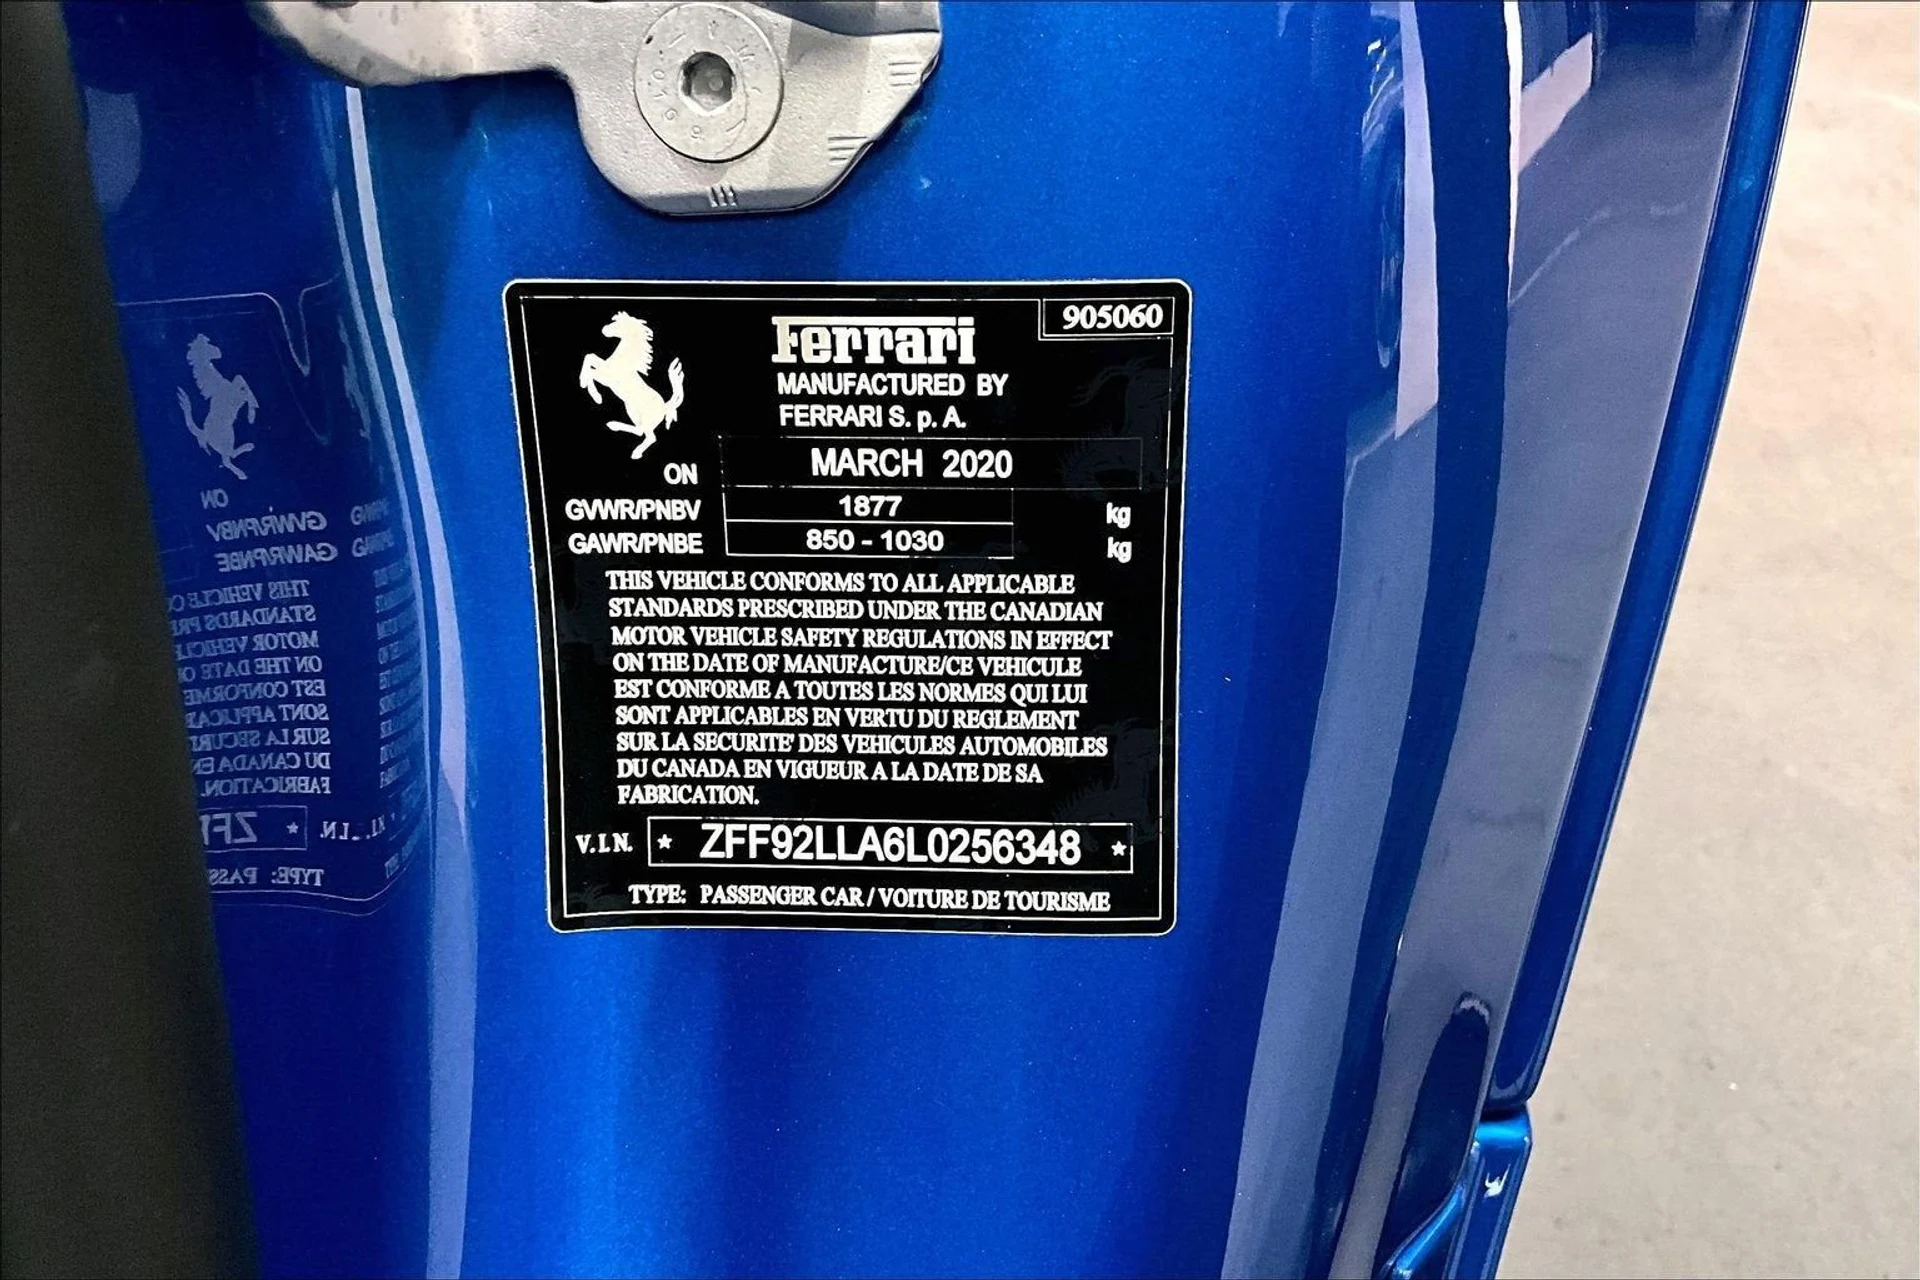 905060
Ferrari
MANUFACTURED BY
FERRARI S. p. A.
ON MARCH 2020
GVWR/PNBV 1877 kg
GAWR/PNBE 850 - 1030 kg
THIS VEHICLE CONFORMS TO ALL APPLICABLE
STANDARDS PRESCRIBED UNDER THE CANADIAN
MOTOR VEHICLE SAFETY REGULATIONS IN EFFECT
ON THE DATE OF MANUFACTURE/CE VEHICULE
EST CONFORME A TOUTES LES NORMES QUI LUI
SONT APPLICABLES EN VERTU DU REGLEMENT
SUR LA SECURITE' DES VEHICULES AUTOMOBILES
DU CANADA EN VIGUEUR A LA DATE DE SA
FABRICATION.
V.I.N. * ZFF92LLA6L0256348 *
TYPE: PASSENGER CAR / VOITURE DE TOURISME